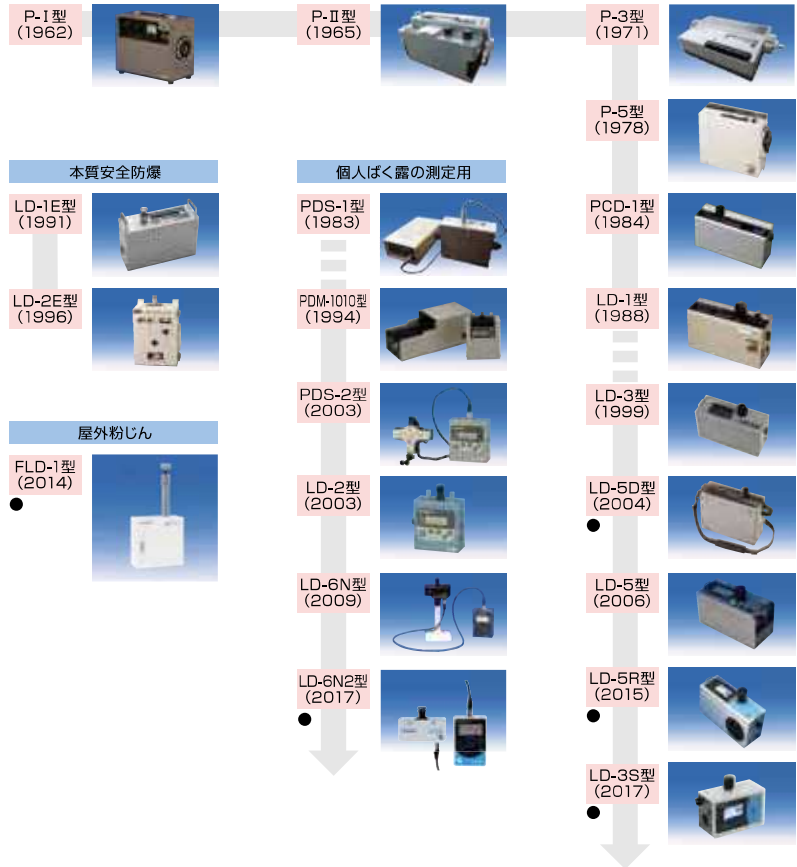 P-Ⅰ型
(1962)
P-Ⅱ型
(1965)
P-3型
(1971)
P-5型
(1978)
本質安全防爆
LD-1E型
(1991)
LD-2E型
(1996)
屋外粉じん
FLD-1型
(2014)
●
個人ばく露の測定用
PDS-1型
(1983)
PDM-1010型
(1994)
PDS-2型
(2003)
LD-2型
(2003)
LD-6N型
(2009)
LD-6N2型
(2017)
●
PCD-1型
(1984)
LD-1型
(1988)
LD-3型
(1999)
LD-5D型
(2004)
●
LD-5型
(2006)
LD-5R型
(2015)
●
LD-3S型
(2017)
●